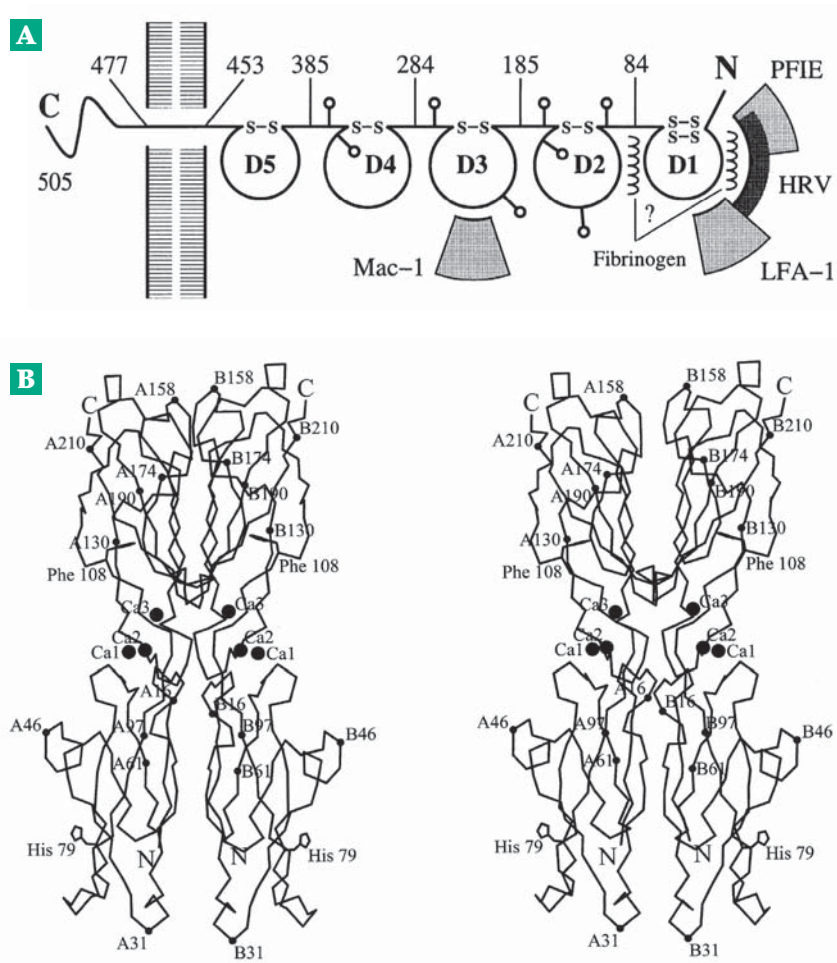 A
477 453 385 284 185 84 N PFIE
C
S-S S-S S-S S-S S-S
S-S
D5 D4 D3 D2 D1
505 HRV
?
Mac-1 Fibrinogen LFA-1
B
A158 B158
C C
A210 B210
A174 B174
A190 B190
A130 B130
Phe 108 Phe 108
Ca3 Ca3
Ca2 Ca2
Ca1 Ca1
A16 B16
A46 A97 B97 B46
A61 B61
His 79 N N His 79
A31 B31
A158 B158
C C
A210 B210
A174 B174
A190 B190
A130 B130
Phe 108 Phe 108
Ca3 Ca3
Ca2 Ca2
Ca1 Ca1
A16 B16
A46 A97 B97 B46
A61 B61
His 79 N N His 79
A31 B31